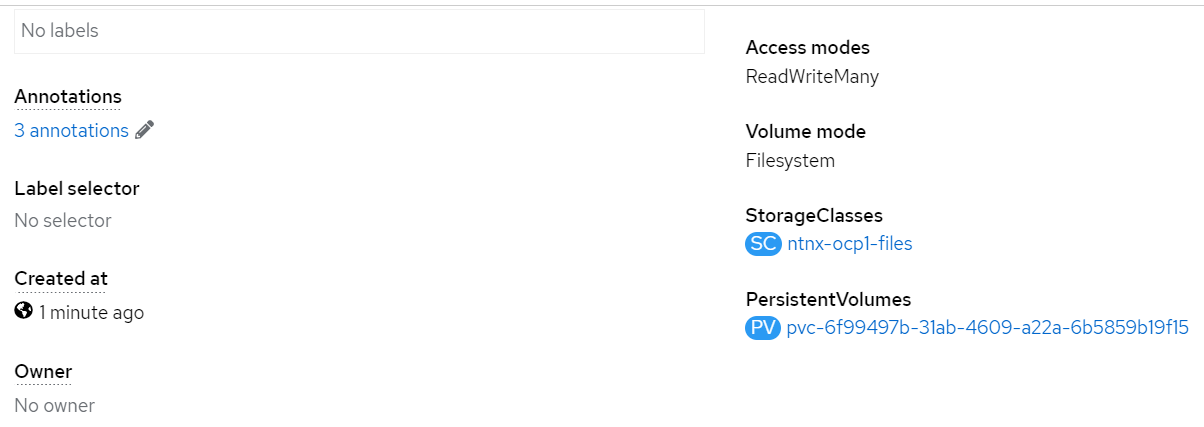 No labels
Annotations
3 annotations
Label selector
No selector
Created at
1 minute ago
Owner
No owner
Access modes
ReadWriteMany
Volume mode
Filesystem
StorageClasses
SC ntnx-ocp1-files
PersistentVolumes
PV pvc-6f99497b-31ab-4609-a22a-6b5859b19f15